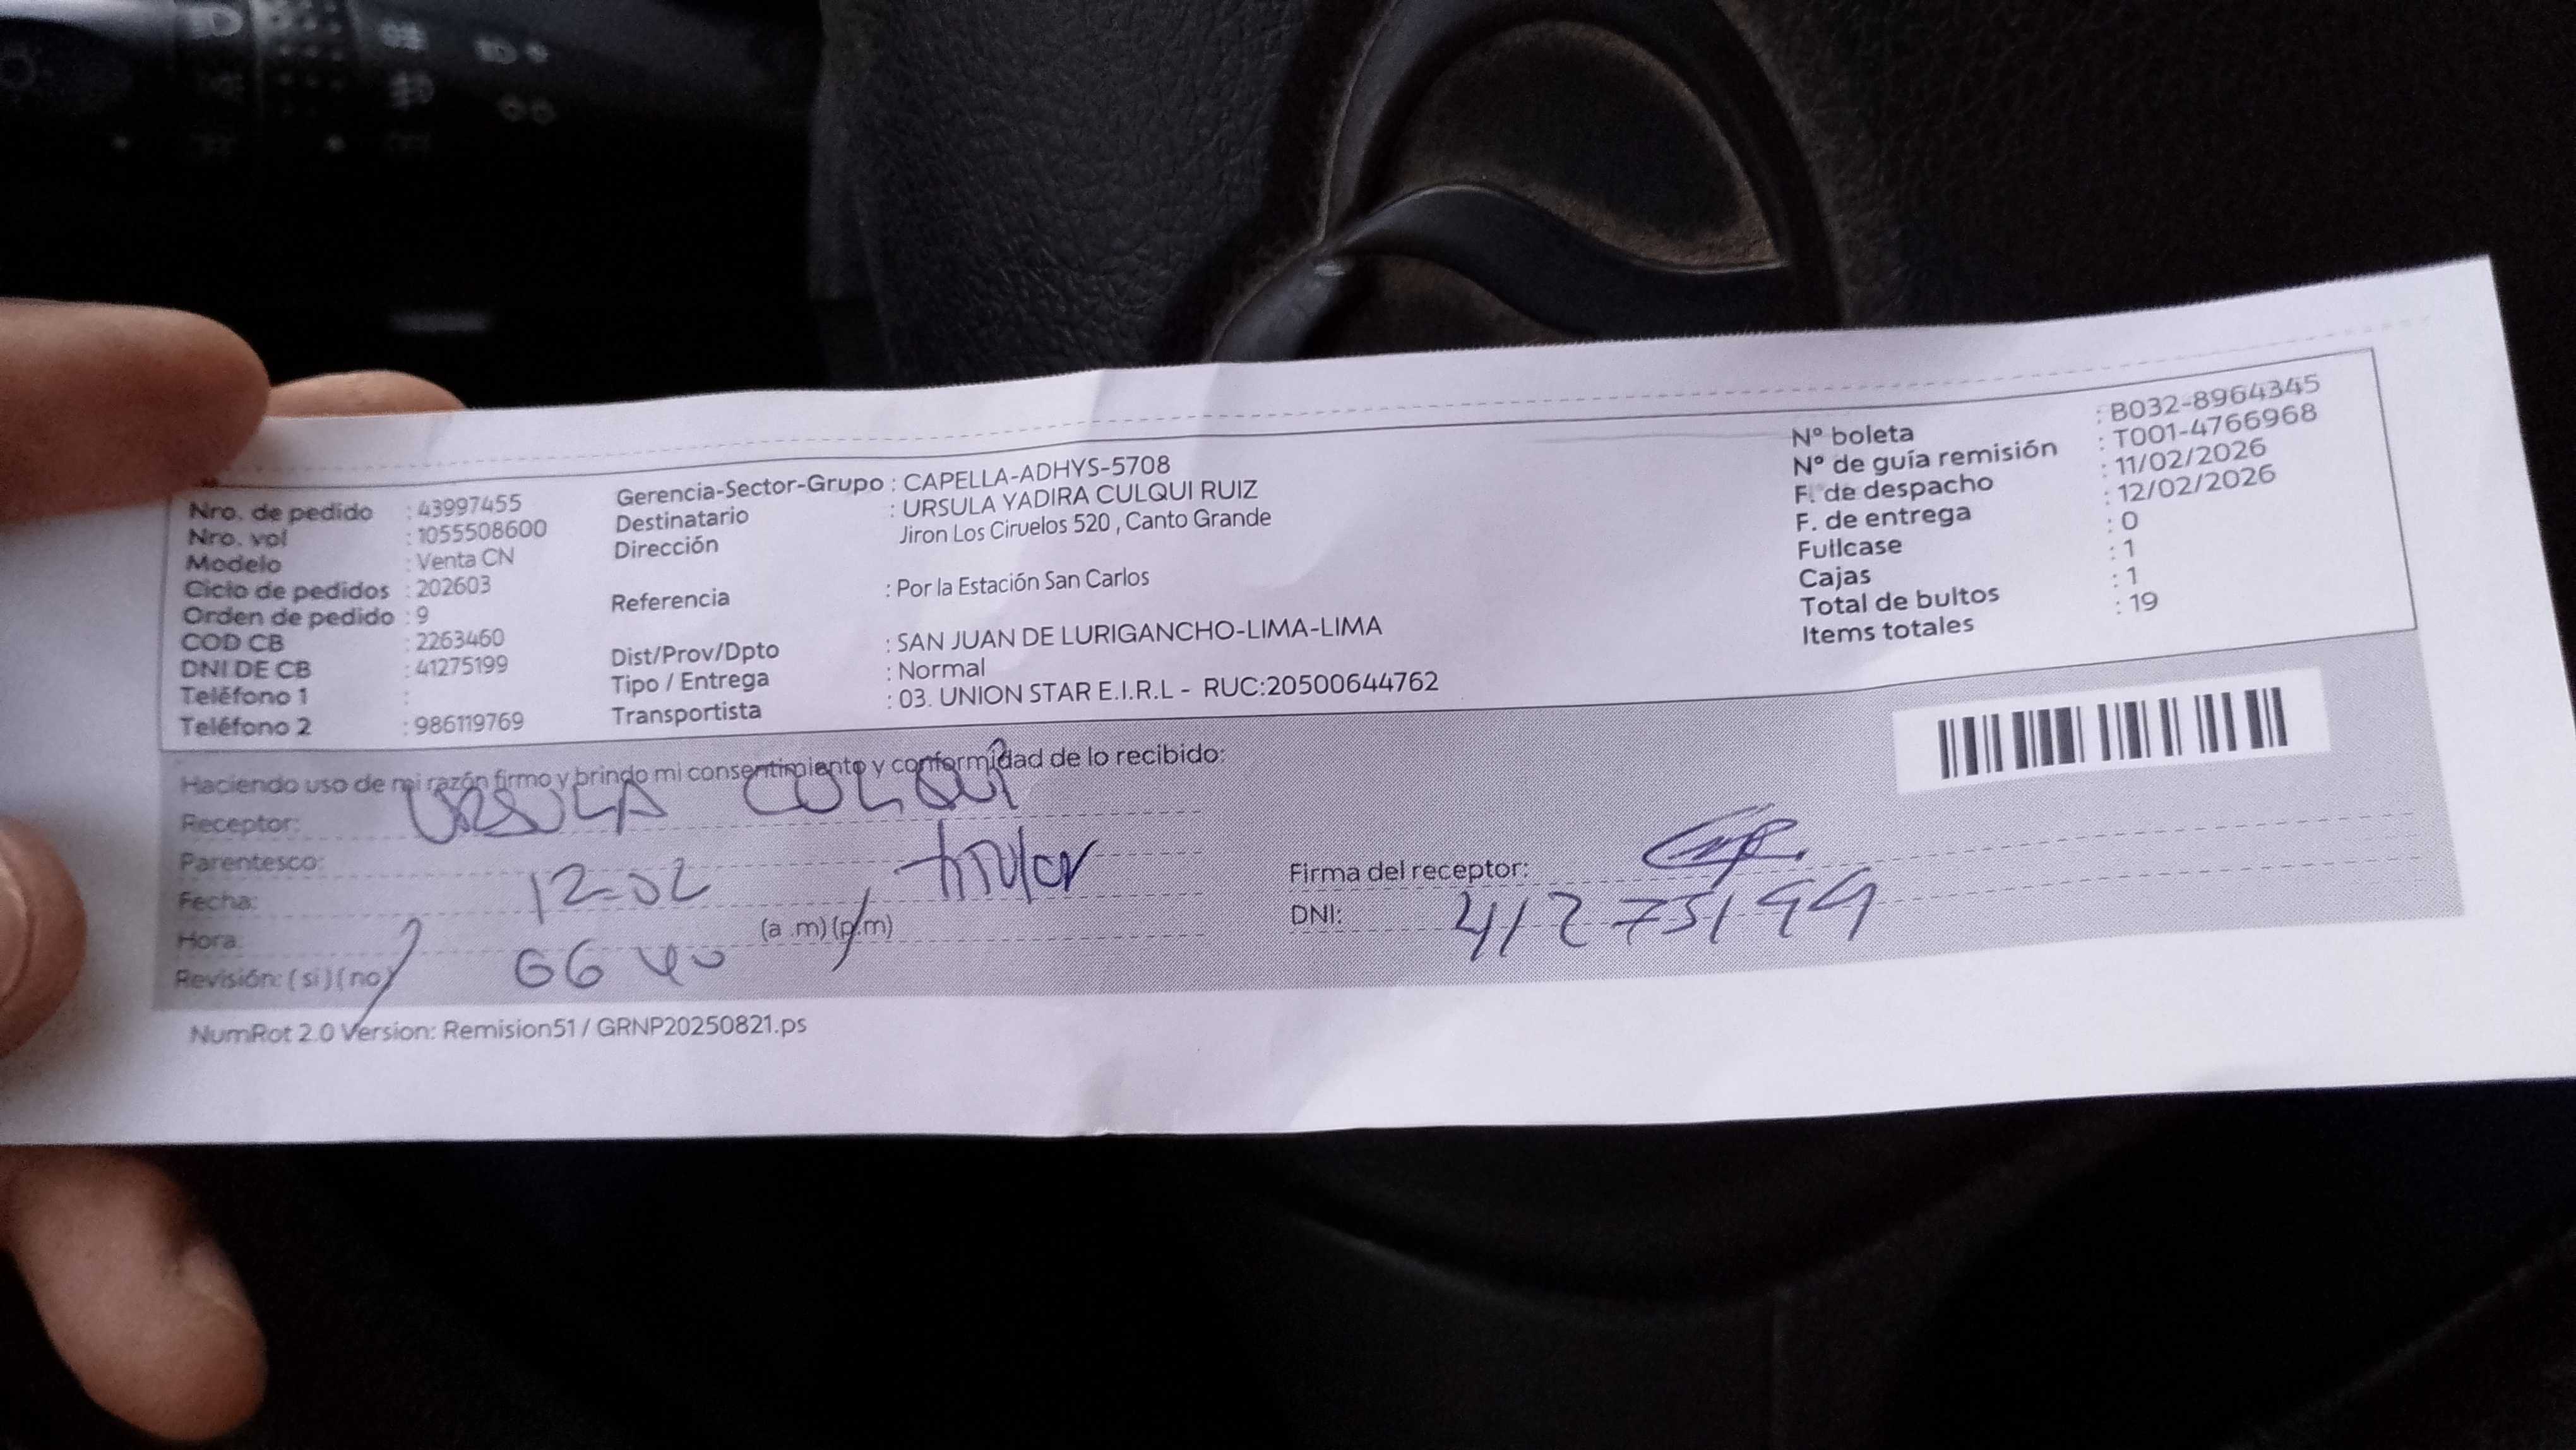 Nro. de pedido : 43997455
Nro. vol : 1055508600
Modelo : Venta CN
Ciclo de pedidos : 202603
Orden de pedido : 9
COD CB : 2263460
DNI DE CB : 41275199
Teléfono 1 :
Teléfono 2 : 986119769
Gerencia-Sector-Grupo : CAPELLA-ADHYS-5708
Destinatario : URSULA YADIRA CULQUI RUIZ
Dirección Jiron Los Ciruelos 520 , Canto Grande
Referencia : Por la Estación San Carlos
Dist/Prov/Dpto : SAN JUAN DE LURIGANCHO-LIMA-LIMA
Tipo / Entrega : Normal
Transportista : 03. UNION STAR E.I.R.L - RUC:20500644762
Nº boleta : B032-8964345
Nº de guía remisión : T001-4766968
F. de despacho : 11/02/2026
F. de entrega : 12/02/2026
Fullcase : 0
Cajas : 1
Total de bultos : 1
Items totales : 19
Haciendo uso de mi razón firmo y brindo mi consentimiento y conformidad de lo recibido:
Receptor: URSULA CULQUI
Parentesco: titular
Fecha: 12-02
Hora: 06 40 (a .m) (p.m)
Revisión: ( si ) ( no )
Firma del receptor:
DNI: 41275199
NumRot 2.0 Version: Remision51 / GRNP20250821.ps